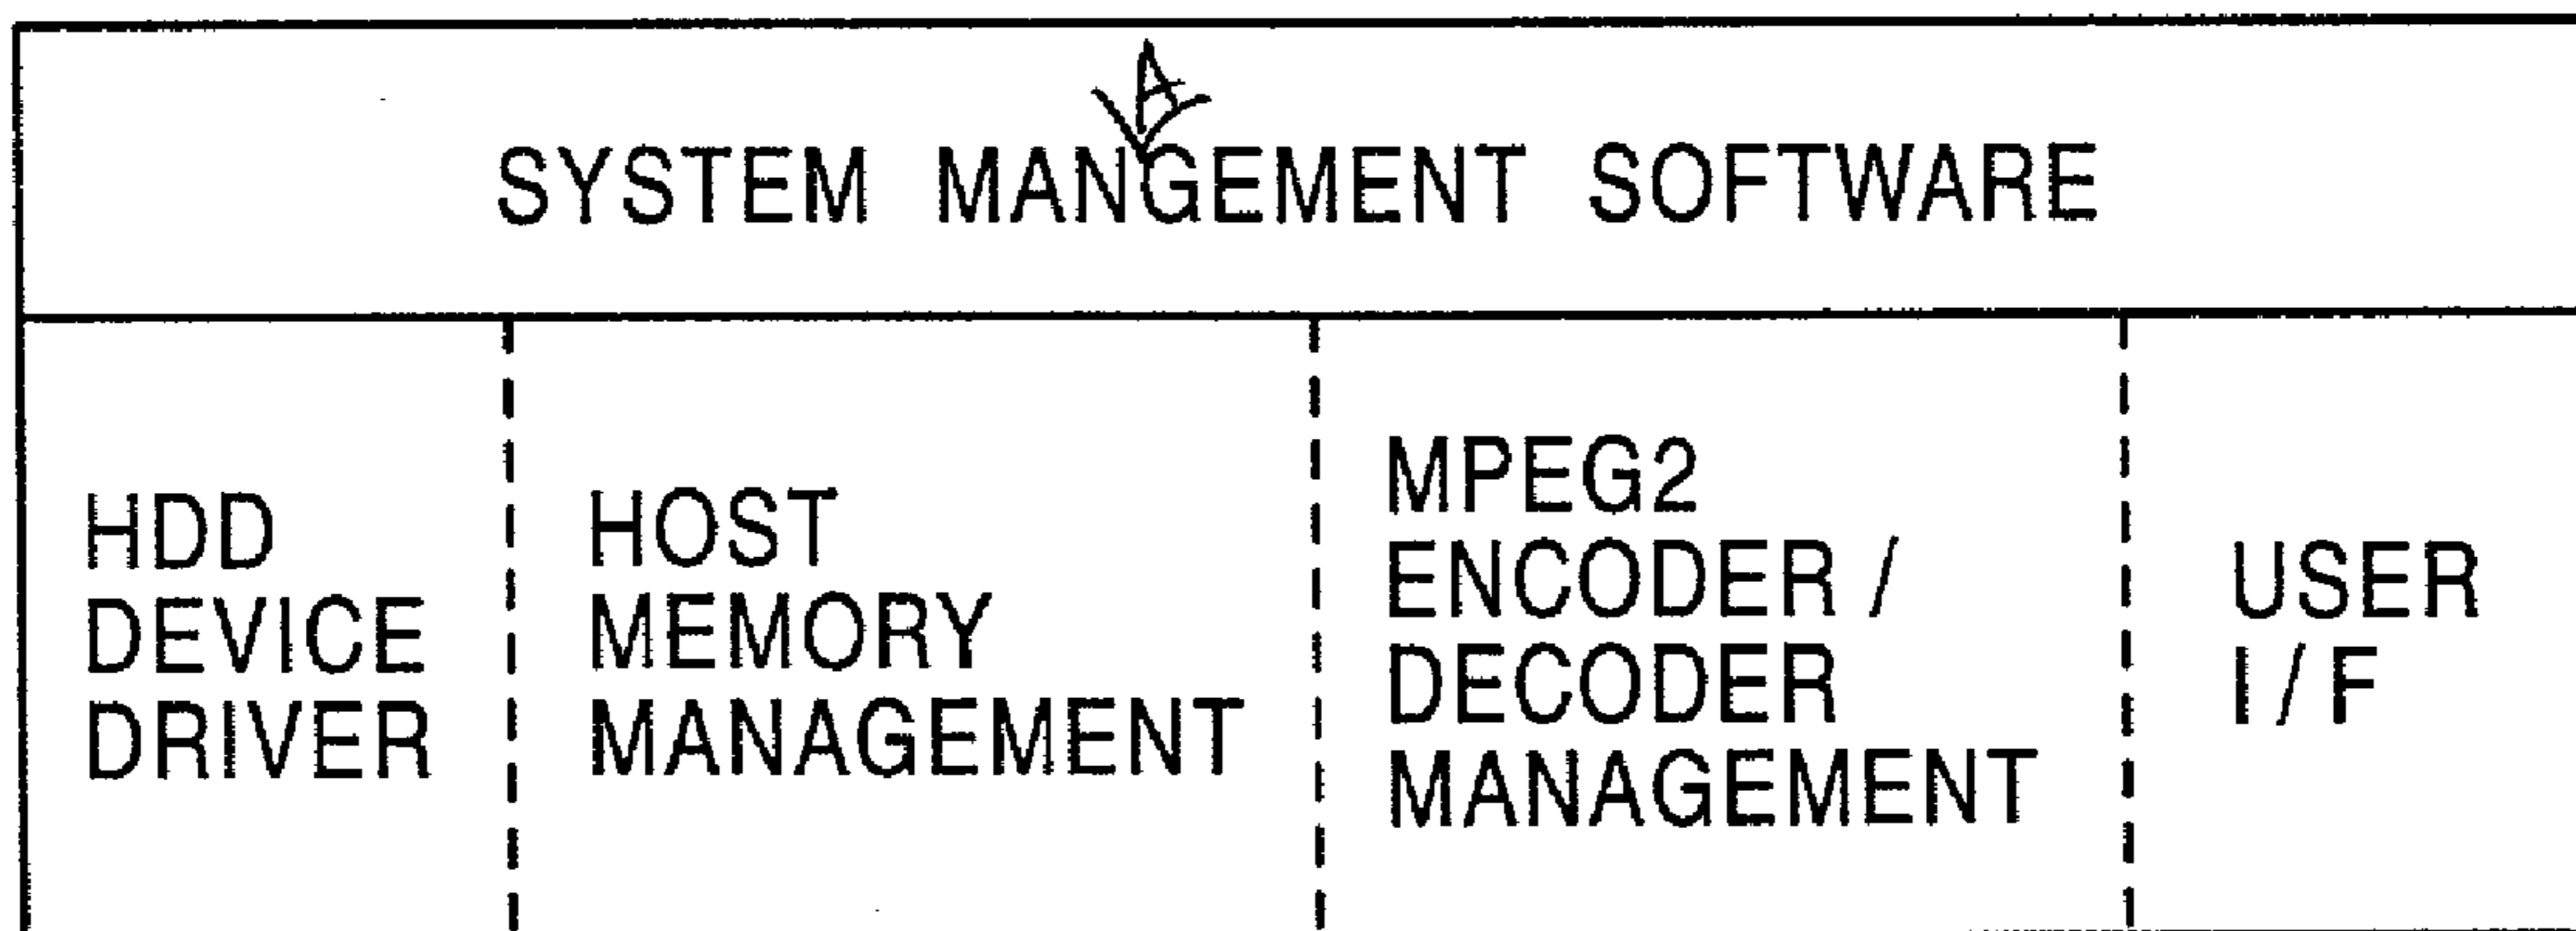 A
SYSTEM MANGEMENT SOFTWARE
HDD
DEVICE
DRIVER
HOST
MEMORY
MANAGEMENT
MPEG2
ENCODER /
DECODER
MANAGEMENT
USER
I / F